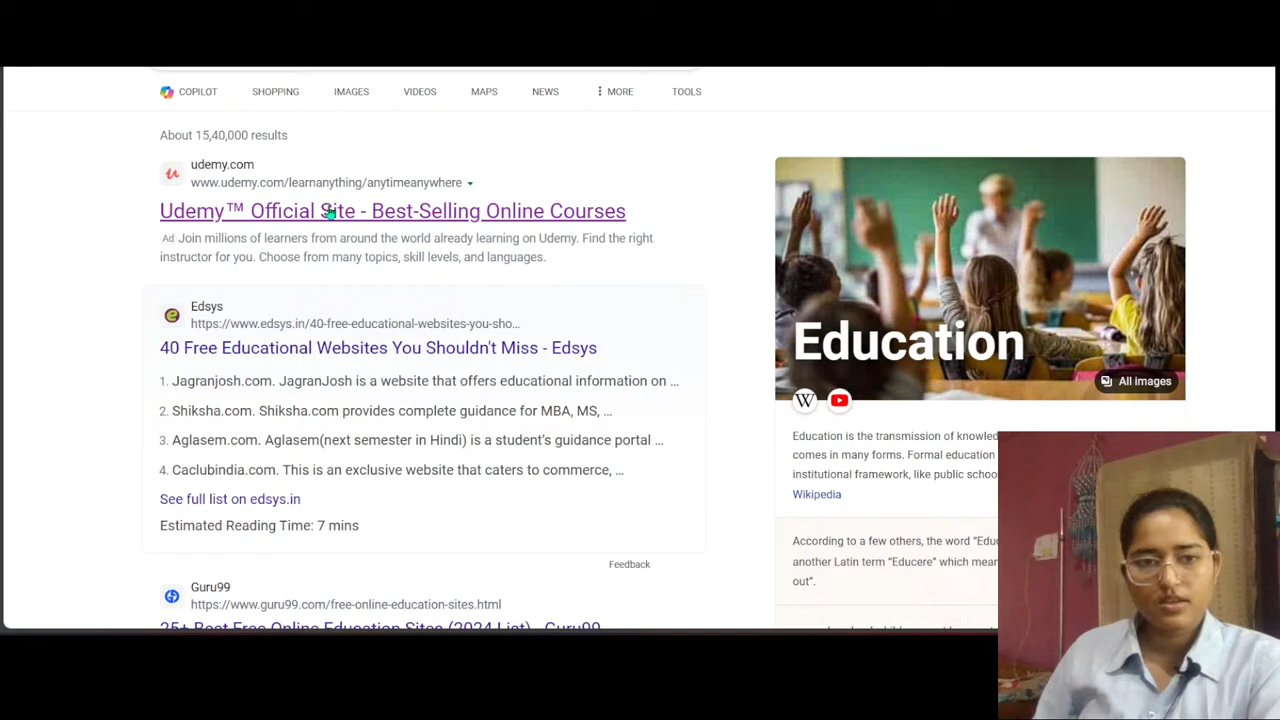 COPILOT SHOPPING IMAGES VIDEOS MAPS NEWS MORE TOOLS
About 15,40,000 results
udemy.com
www.udemy.com/learnanything/anytimeanywhere
Udemy™ Official Site - Best-Selling Online Courses
Ad Join millions of learners from around the world already learning on Udemy. Find the right
instructor for you. Choose from many topics, skill levels, and languages.
Edsys
https://www.edsys.in/40-free-educational-websites-you-sho...
40 Free Educational Websites You Shouldn't Miss - Edsys
1. Jagranjosh.com. JagranJosh is a website that offers educational information on ...
2. Shiksha.com. Shiksha.com provides complete guidance for MBA, MS, ...
3. Aglasem.com. Aglasem(next semester in Hindi) is a student's guidance portal ...
4. Caclubindia.com. This is an exclusive website that caters to commerce, ...
See full list on edsys.in
Estimated Reading Time: 7 mins
Feedback
Guru99
https://www.guru99.com/free-online-education-sites.html
25+ Best Free Online Education Sites (2024 List) - Guru99
Education
All images
W
Education is the transmission of
comes in many forms. Formal education
institutional framework, like public
Wikipedia
According to a few others, the word
another Latin term "Educere" which
out".